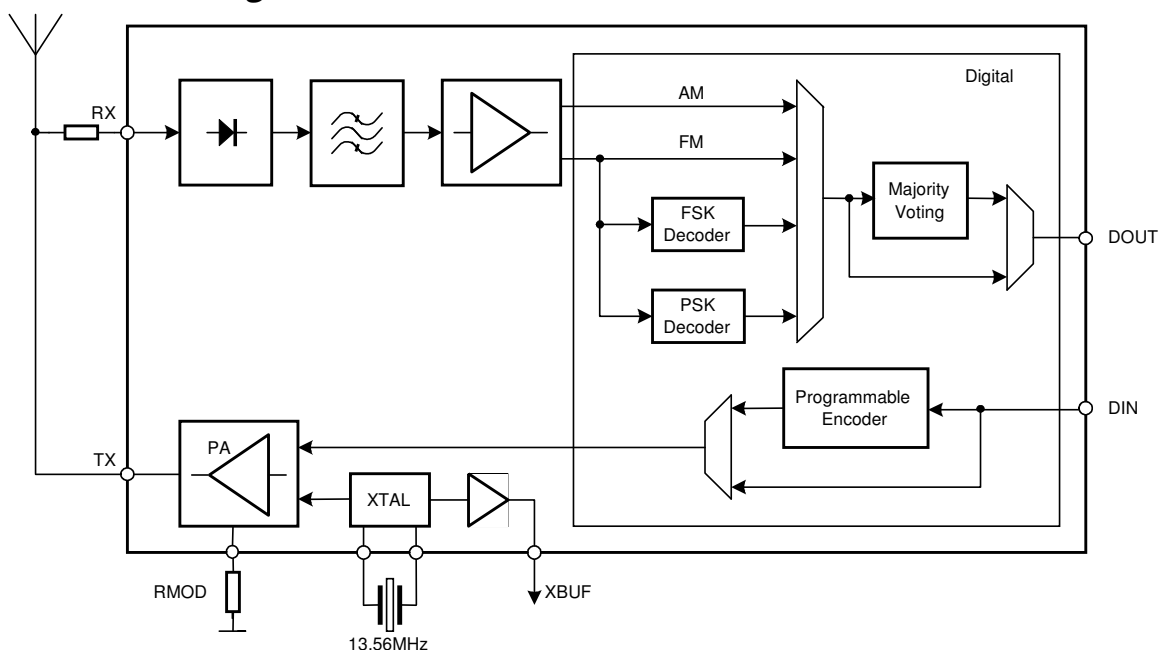 Digital
AM
RX
FM
Majority
Voting
FSK
Decoder
DOUT
PSK
Decoder
Programmable
Encoder
DIN
PA
TX
XTAL
RMOD
XBUF
13.56MHz